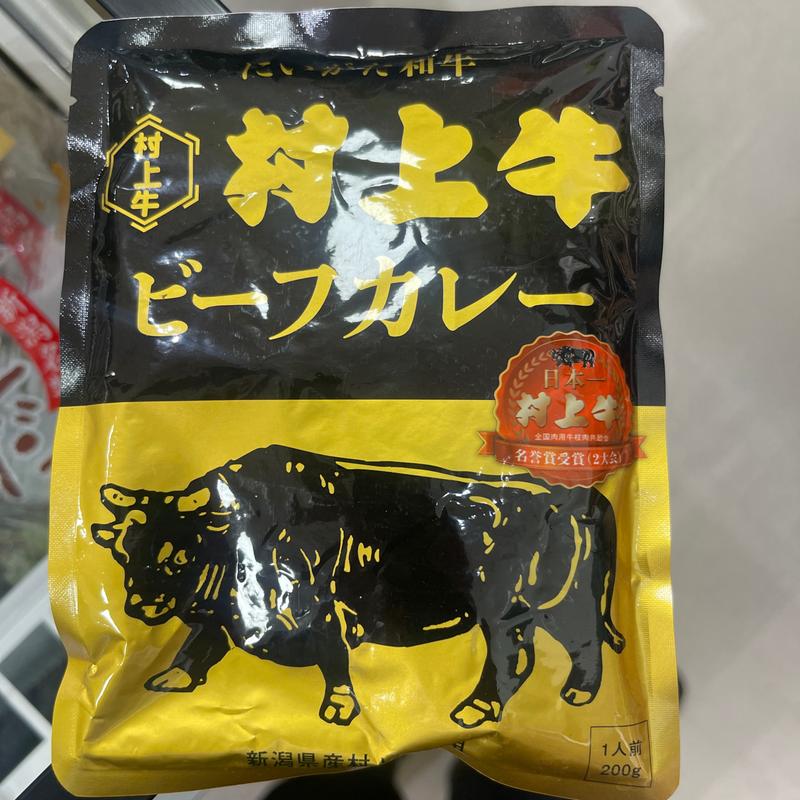 にいがた和牛
村上牛
村上牛
ビーフカレー
日本一
村上牛
全国肉用牛枝肉共励会
名誉賞受賞(2大会)
新潟県産村
1人前
200g